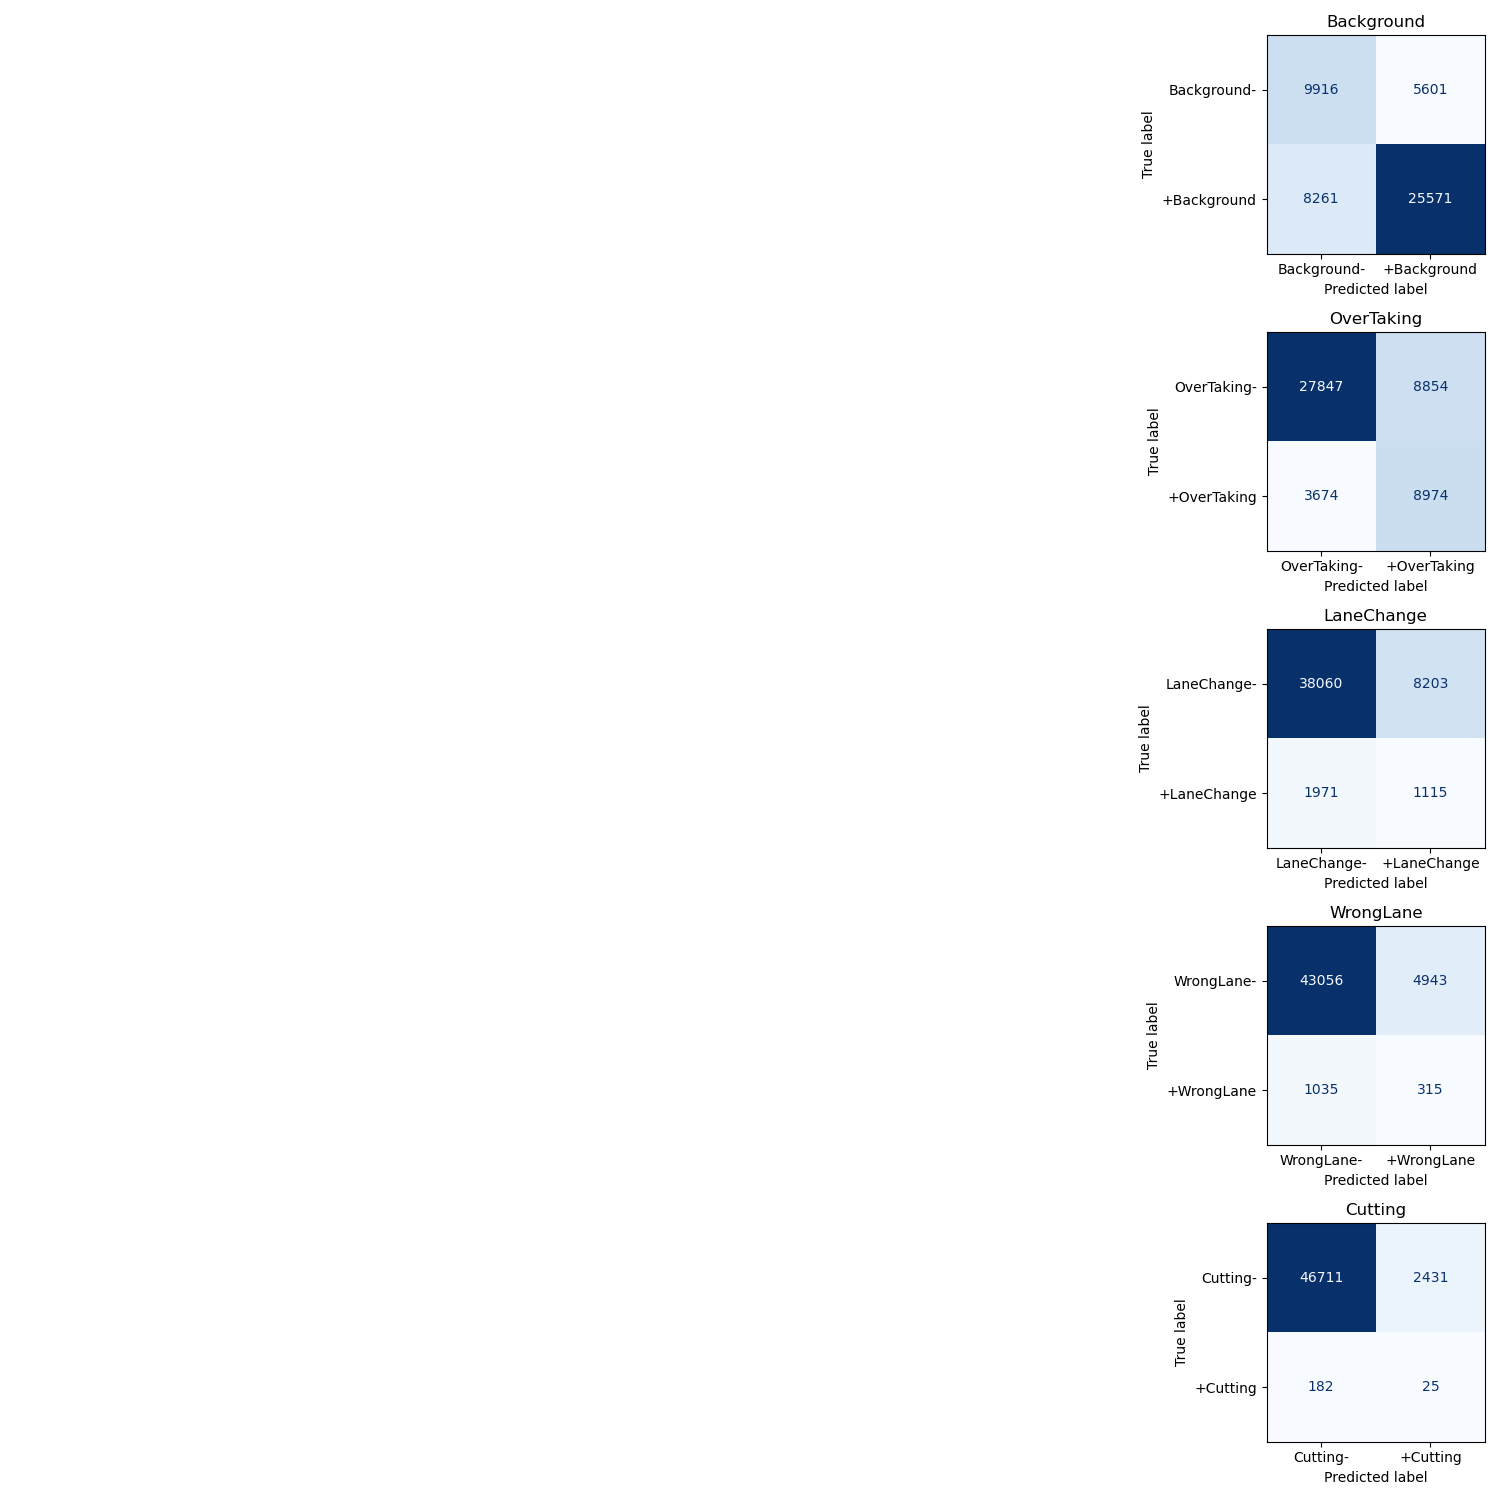 Background
True label
Background-
9916 5601
+Background
8261 25571
Background- +Background
Predicted label
OverTaking
True label
OverTaking-
27847 8854
+OverTaking
3674 8974
OverTaking- +OverTaking
Predicted label
LaneChange
True label
LaneChange-
38060 8203
+LaneChange
1971 1115
LaneChange- +LaneChange
Predicted label
WrongLane
True label
WrongLane-
43056 4943
+WrongLane
1035 315
WrongLane- +WrongLane
Predicted label
Cutting
True label
Cutting-
46711 2431
+Cutting
182 25
Cutting- +Cutting
Predicted label